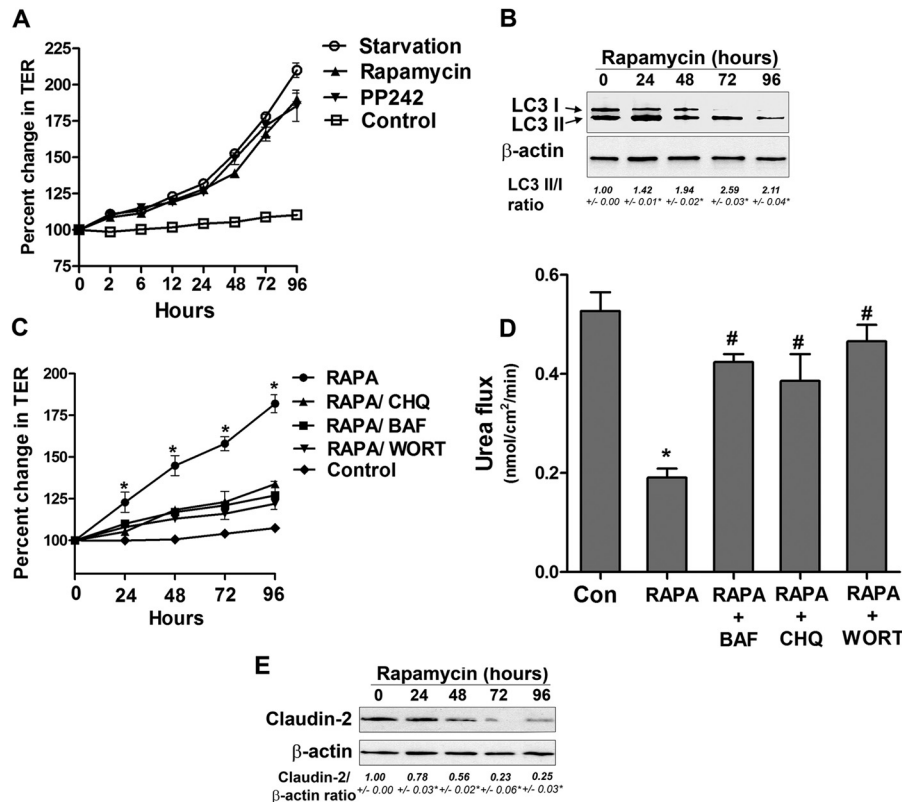 A
Percent change in TER
225
200
175
150
125
100
75
0 2 6 12 24 48 72 96
Hours
Starvation
Rapamycin
PP242
Control
B
Rapamycin (hours)
0 24 48 72 96
LC3 I
LC3 II
β-actin
LC3 II/I ratio
1.00 1.42 1.94 2.59 2.11
+/- 0.00 +/- 0.01* +/- 0.02* +/- 0.03* +/- 0.04*
C
Percent change in TER
200
175
150
125
100
0 24 48 72 96
Hours
* * * *
RAPA
RAPA/ CHQ
RAPA/ BAF
RAPA/ WORT
Control
D
Urea flux
(nmol/cm²/min)
0.6
0.4
0.2
0.0
* # # #
Con RAPA RAPA + BAF RAPA + CHQ RAPA + WORT
E
Rapamycin (hours)
0 24 48 72 96
Claudin-2
β-actin
Claudin-2/
β-actin ratio
1.00 0.78 0.56 0.23 0.25
+/- 0.00 +/- 0.03* +/- 0.02* +/- 0.06* +/- 0.03*